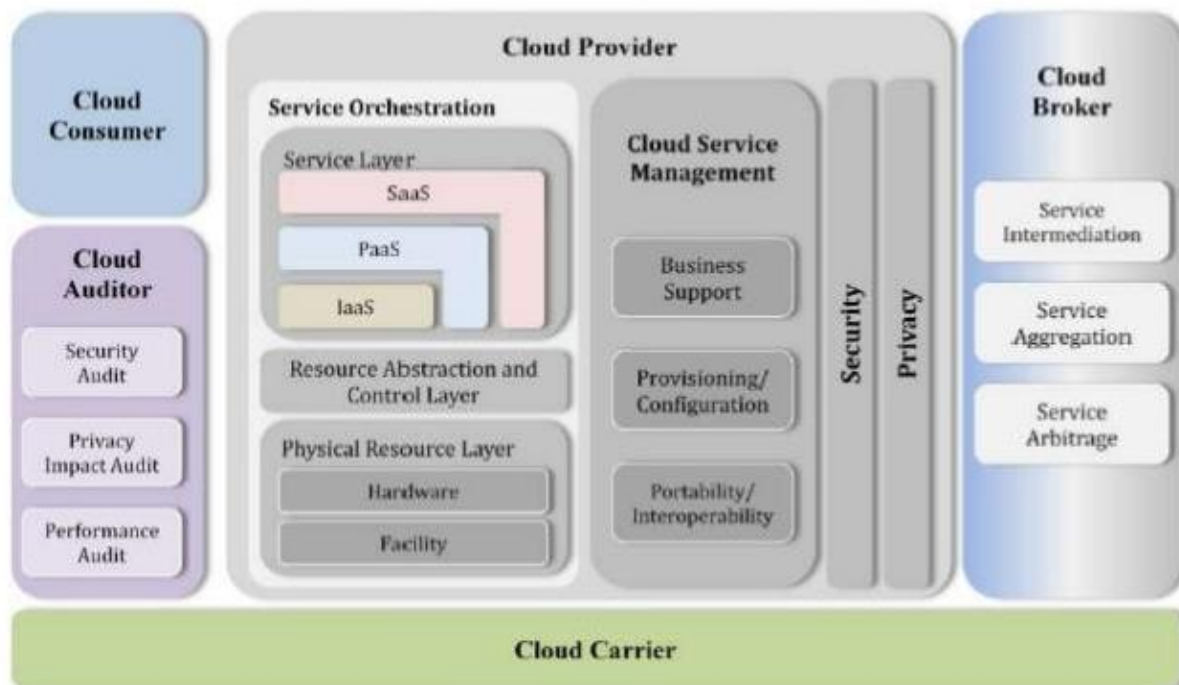 Cloud
Consumer
Cloud
Auditor
Security
Audit
Privacy
Impact Audit
Performance
Audit
Cloud Provider
Service Orchestration
Service Layer
SaaS
PaaS
IaaS
Resource Abstraction and
Control Layer
Physical Resource Layer
Hardware
Facility
Cloud Service
Management
Business
Support
Provisioning/
Configuration
Portability/
Interoperability
Security
Privacy
Cloud
Broker
Service
Intermediation
Service
Aggregation
Service
Arbitrage
Cloud Carrier